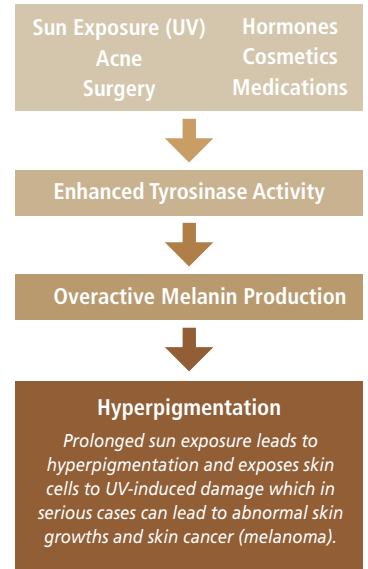 Sun Exposure (UV)
Acne
Surgery
Hormones
Cosmetics
Medications
Enhanced Tyrosinase Activity
Overactive Melanin Production
Hyperpigmentation
Prolonged sun exposure leads to
hyperpigmentation and exposes skin
cells to UV-induced damage which in
serious cases can lead to abnormal skin
growths and skin cancer (melanoma).